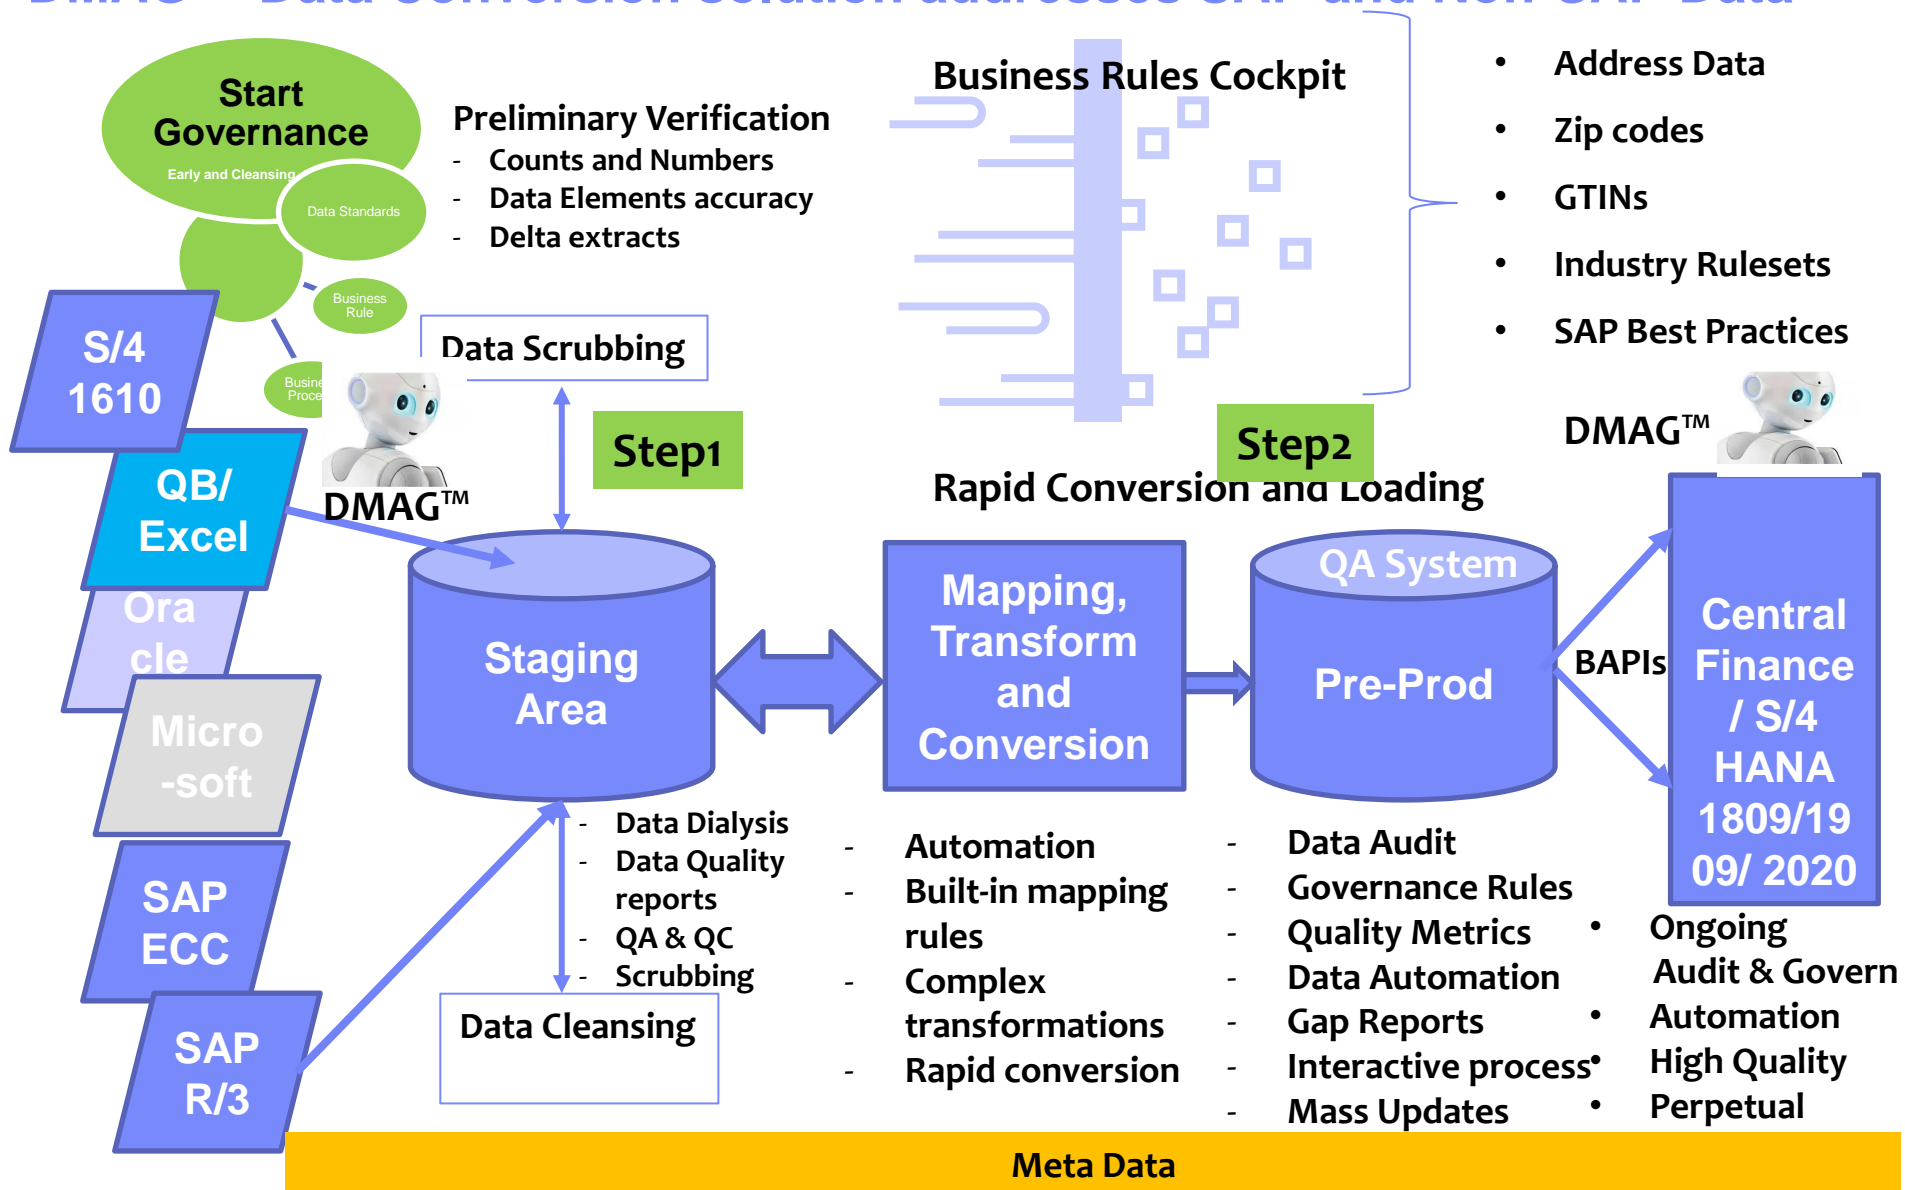 Start
Governance
Early and Cleansing
Data Standards
Business
Rule
Preliminary Verification
- Counts and Numbers
- Data Elements accuracy
- Delta extracts
Business Rules Cockpit
• Address Data
• Zip codes
• GTINs
• Industry Rulesets
• SAP Best Practices
S/4
1610
QB/
Excel
Ora
cle
Micro
-soft
SAP
ECC
SAP
R/3
DMAG™
Data Scrubbing
Step1
Staging
Area
- Data Dialysis
- Data Quality
reports
- QA & QC
- Scrubbing
Data Cleansing
Step2
Rapid Conversion and Loading
Mapping,
Transform
and
Conversion
- Automation
- Built-in mapping
rules
- Complex
transformations
- Rapid conversion
QA System
Pre-Prod
- Data Audit
- Governance Rules
- Quality Metrics
- Data Automation
- Gap Reports
- Interactive process
- Mass Updates
BAPIs
DMAG™
Central
Finance
/ S/4
HANA
1809/19
09/ 2020
• Ongoing
Audit & Govern
• Automation
• High Quality
• Perpetual
Meta Data